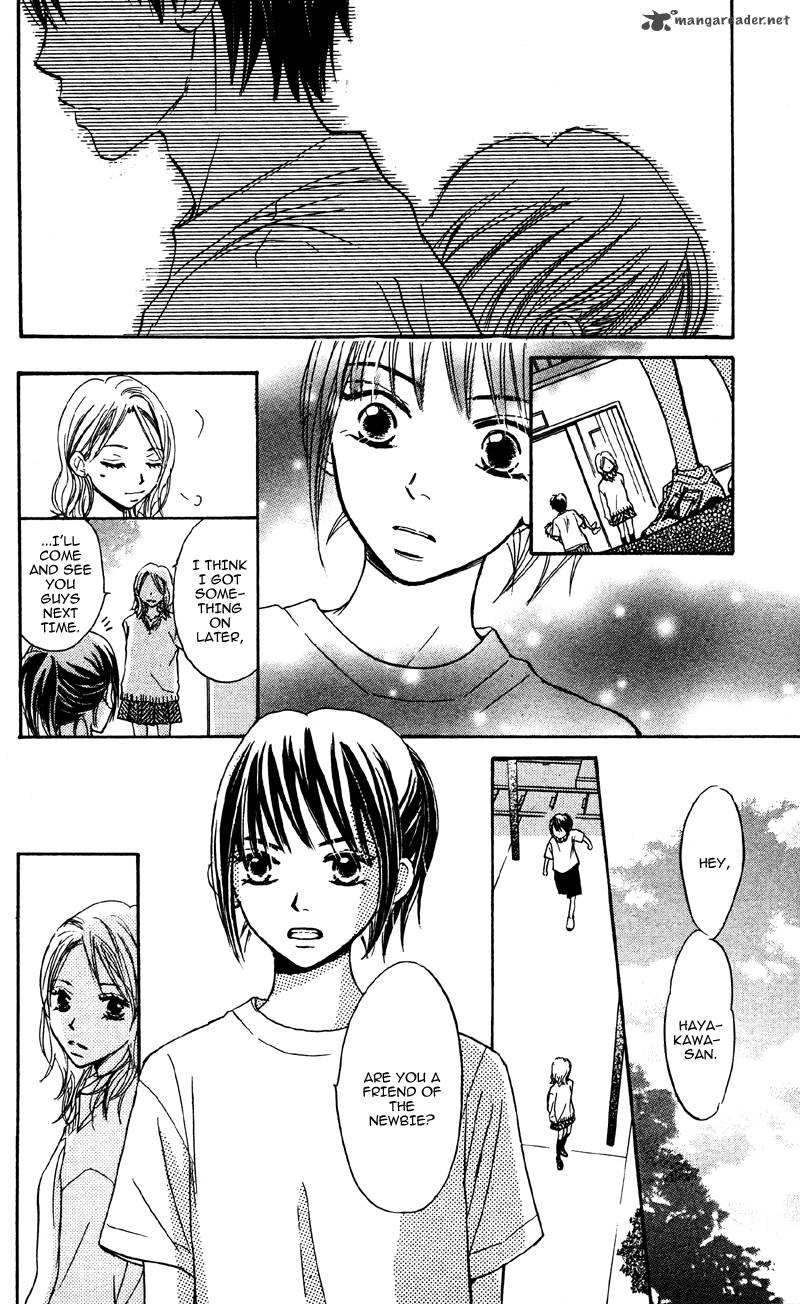 mangareader.net
I THINK
I GOT
SOME-
THING
ON
LATER,
...I'LL
COME
AND SEE
YOU
GUYS
NEXT
TIME.
HEY,
HAYA-
KAWA-
SAN.
ARE YOU A
FRIEND OF
THE
NEWBIE?